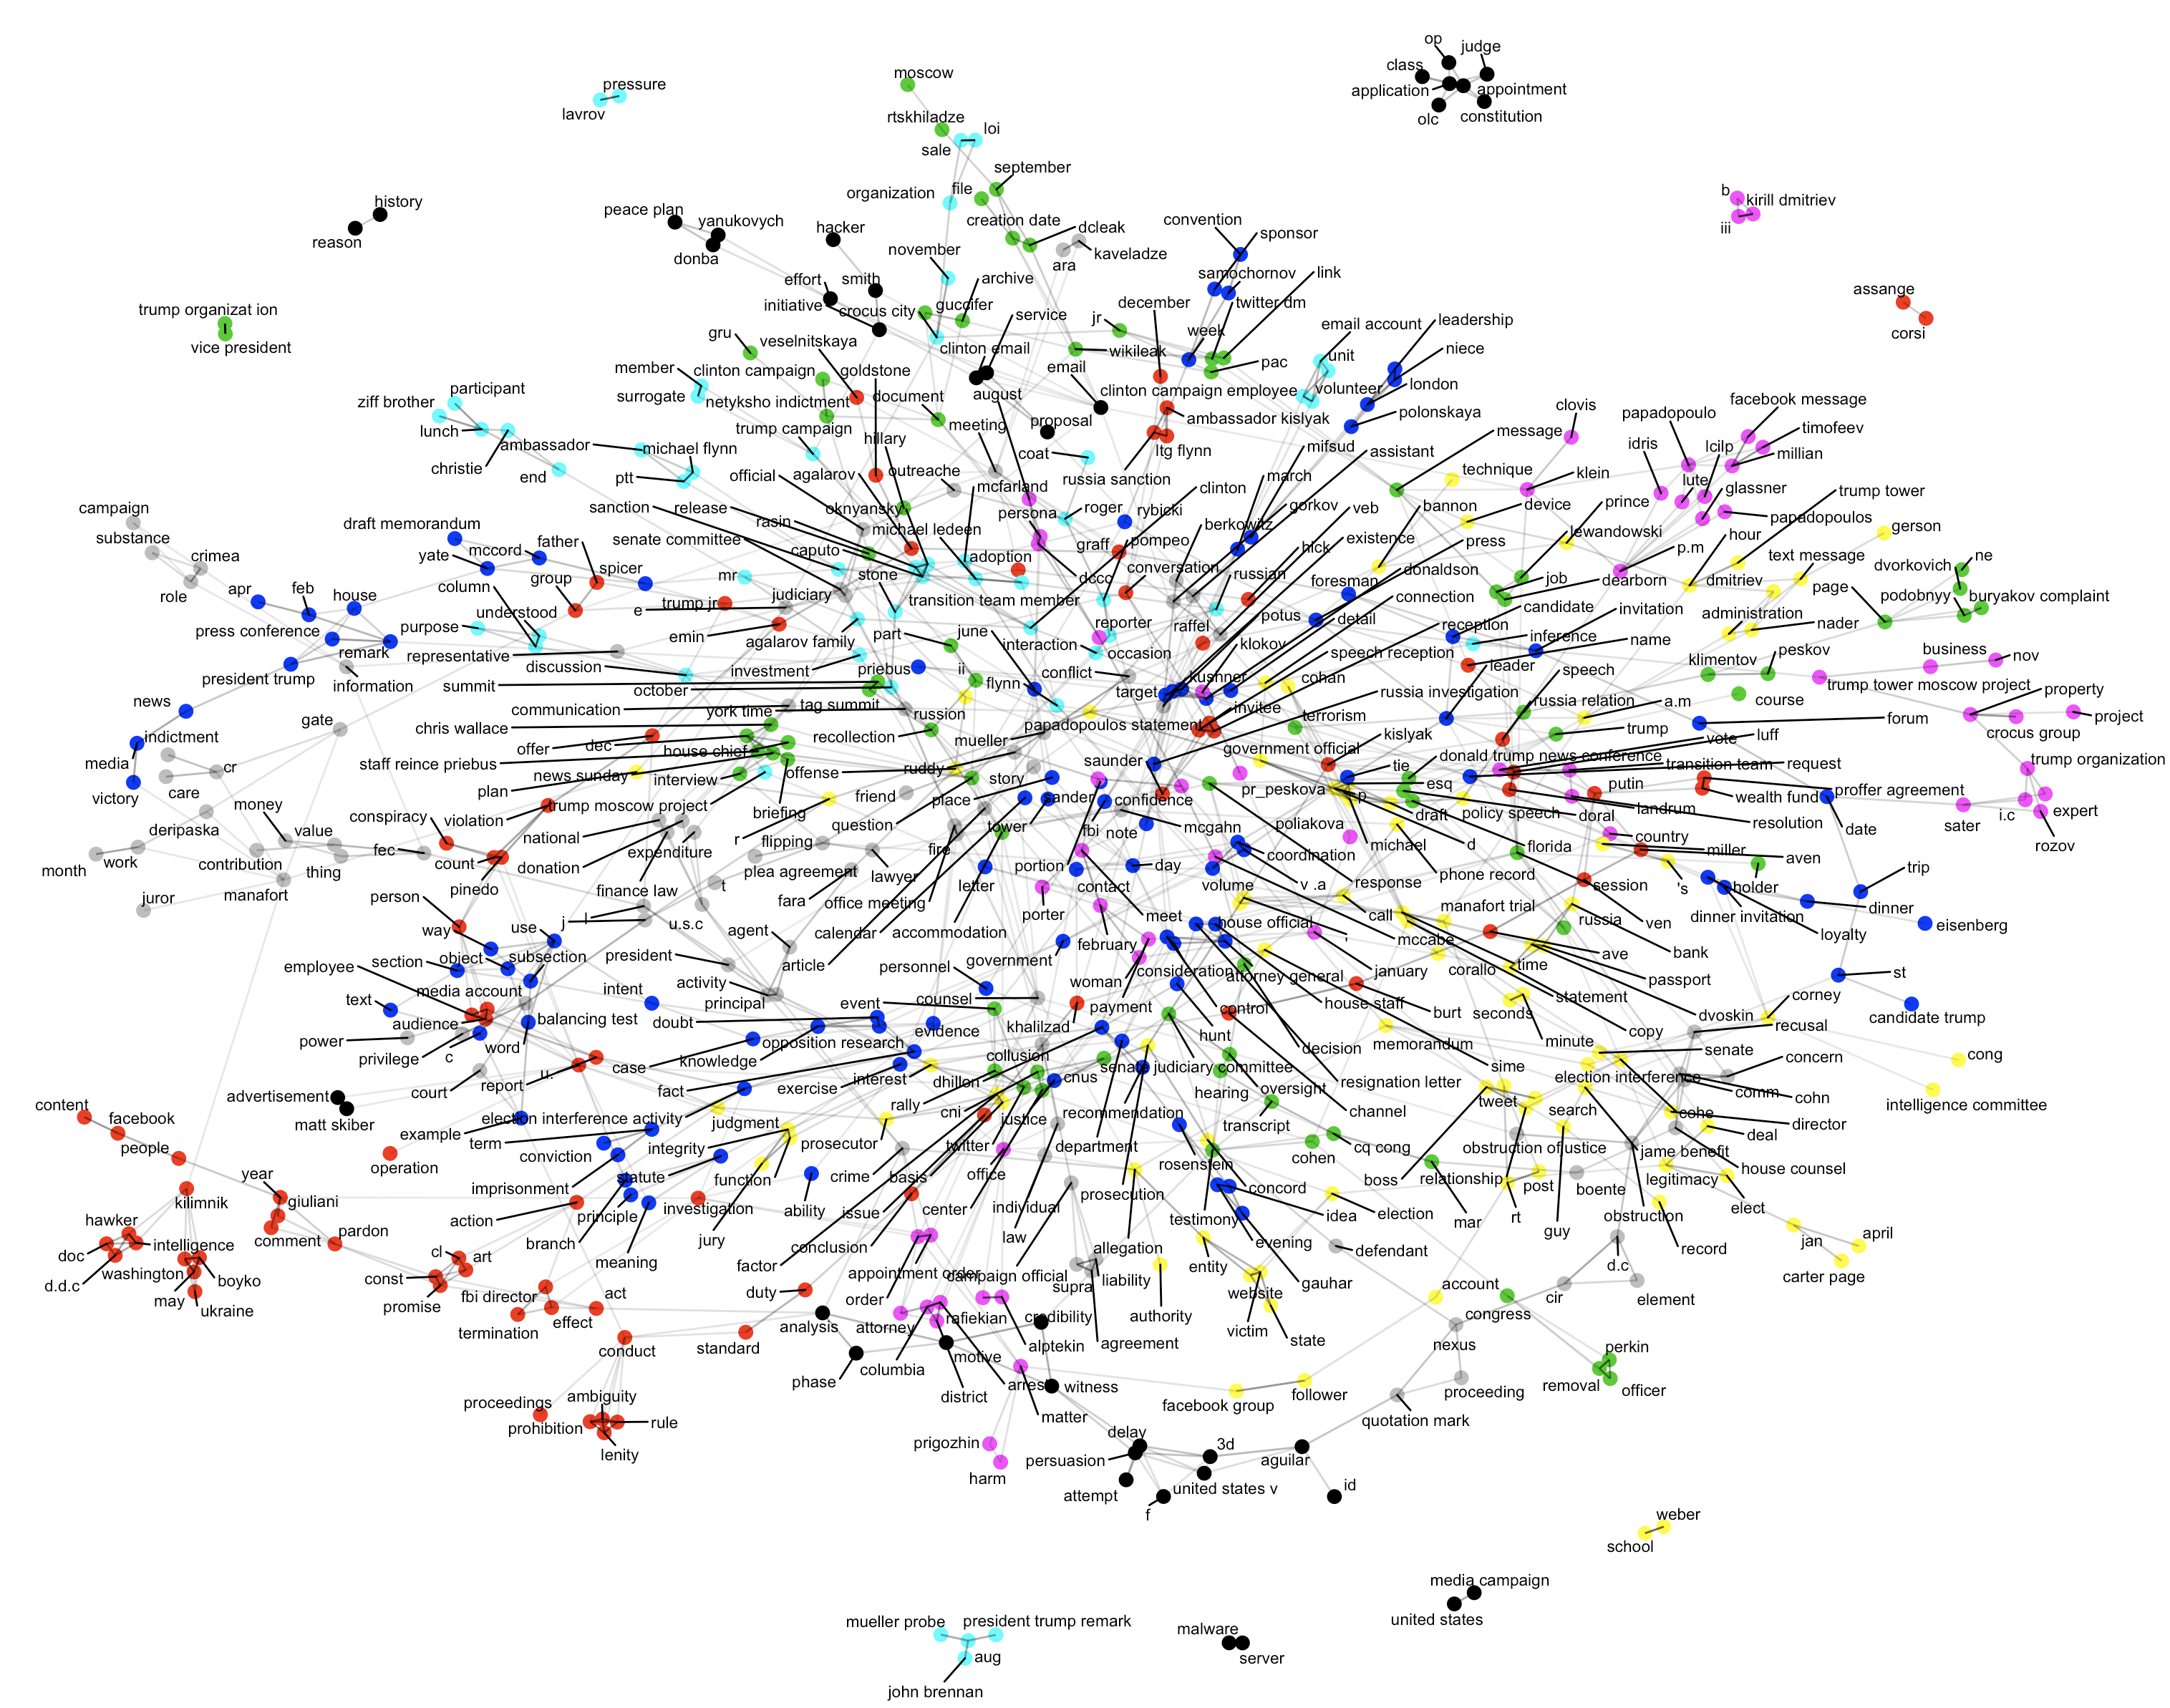 op
judge
class
application
appointment
olc
constitution
moscow
pressure
lavrov
rtskhiladze
loi
sale
september
organization
file
b
kirill dmitriev
iii
history
reason
peace plan
yanukovych
donba
hacker
creation date
dcleak
kaveladze
ara
convention
sponsor
november
samochornov
link
effort
smith
archive
december
twitter dm
initiative
crocus city
guccifer
service
assange
corsi
trump organizat ion
vice president
gru
veselnitskaya
jr
week
email account
leadership
clinton email
wikileak
unit
niece
member
clinton campaign
goldstone
email
pac
surrogate
netyksho indictment
document
august
clinton campaign employee
volunteer
london
participant
ziff brother
lunch
christie
trump campaign
hillary
meeting
proposal
ambassador kislyak
polonskaya
clovis
papadopoulo
facebook message
timofeev
ambassador
michael flynn
coat
ltg flynn
mifsud
message
idris
lcilp
millian
end
ptt
official
agalarov
outreache
russia sanction
assistant
technique
klein
lute
glassner
trump tower
campaign
substance
draft memorandum
sanction
release
oknyansky
mcfarland
clinton
march
device
prince
papadopoulos
crimea
yate
mccord
father
rasin
michael ledeen
persona
roger
rybicki
berkowitz
gorkov
veb
bannon
lewandowski
hour
gerson
role
apr
feb
house
column
group
spicer
senate committee
caputo
adoption
graff
pompeo
hick
existence
p.m
text message
ne
mr
stone
dccc
conversation
press
job
dearborn
dmitriev
page
dvorkovich
understood
e
trump jr
judiciary
transition team member
russian
foresman
donaldson
connection
candidate
podobnyy
buryakov complaint
press conference
purpose
emin
agalarov family
part
june
interaction
reporter
raffel
potus
detail
invitation
administration
nader
remark
representative
discussion
investment
priebus
ii
occasion
klokov
reception
inference
name
president trump
information
summit
october
flynn
conflict
target
kushner
cohan
speech reception
leader
klimentov
peskov
business
nov
news
gate
communication
york time
tag summit
russion
papadopoulos statement
invitee
russia investigation
speech
russia relation
a.m
course
trump tower moscow project
property
indictment
chris wallace
recollection
mueller
terrorism
kislyak
trump
forum
crocus group
project
media
cr
offer
dec
house chief
staff reince priebus
saunder
government official
donald trump news conference
vote
luff
trump organization
care
news sunday
interview
offense
ruddy
story
tie
esq
transition team
request
victory
plan
briefing
friend
place
sander
confidence
pr_peskova
p
putin
wealth fund
proffer agreement
money
conspiracy
violation
trump moscow project
r
question
tower
fbi note
mcgahn
poliakova
draft
policy speech
doral
landrum
resolution
date
sater
i.c
expert
deripaska
value
national
flipping
fire
coordination
michael
d
country
rozov
month
work
contribution
fec
count
donation
expenditure
plea agreement
lawyer
portion
day
v .a
phone record
florida
miller
aven
thing
manafort
pinedo
finance law
t
fara
office meeting
letter
contact
volume
response
session
's
holder
trip
juror
person
j
l
u.s.c
calendar
accommodation
porter
meet
house official
call
manafort trial
ven
dinner invitation
dinner
eisenberg
way
use
agent
article
february
mccabe
russia
bank
loyalty
employee
section
object
subsection
president
personnel
government
woman
consideration
attorney general
'
january
corallo
time
ave
passport
st
text
media account
intent
activity
principal
counsel
payment
house staff
seconds
statement
corney
candidate trump
audience
balancing test
doubt
event
evidence
khalilzad
control
burt
copy
dvoskin
recusal
power
privilege
c
word
knowledge
opposition research
collusion
hunt
decision
memorandum
minute
senate
concern
cong
court
report
u.
case
fact
exercise
interest
dhillon
cnus
senate
judiciary committee
oversight
resignation letter
sime
election interference
comm
cohn
intelligence committee
content
facebook
advertisement
matt skiber
election interference activity
judgment
rally
cni
justice
recommendation
hearing
channel
tweet
search
cohe
director
people
example
term
integrity
prosecutor
twitter
department
transcript
obstruction ofjustice
deal
year
operation
conviction
statute
function
crime
basis
office
rosenstein
cohen
cq cong
boss
relationship
post
boente
jame benefit
house counsel
kilimnik
giuliani
imprisonment
principle
investigation
ability
issue
center
individual
prosecution
concord
legitimacy
elect
hawker
comment
pardon
action
branch
jury
conclusion
law
testimony
idea
election
mar
rt
guy
obstruction
doc
intelligence
cl
art
meaning
factor
appointment order
campaign official
allegation
evening
defendant
record
jan
april
d.d.c
washington
boyko
const
supra
liability
entity
gauhar
d.c
carter page
may
ukraine
promise
fbi director
act
duty
order
rafiekian
credibility
authority
website
account
cir
element
termination
effect
analysis
attorney
alptekin
agreement
victim
state
congress
conduct
standard
phase
columbia
motive
nexus
perkin
district
arrest
witness
removal
officer
proceedings
ambiguity
matter
facebook group
follower
proceeding
prohibition
rule
quotation mark
lenity
prigozhin
delay
3d
harm
persuasion
aguilar
attempt
united states v
id
f
weber
school
media campaign
united states
mueller probe
president trump remark
malware
aug
server
john brennan